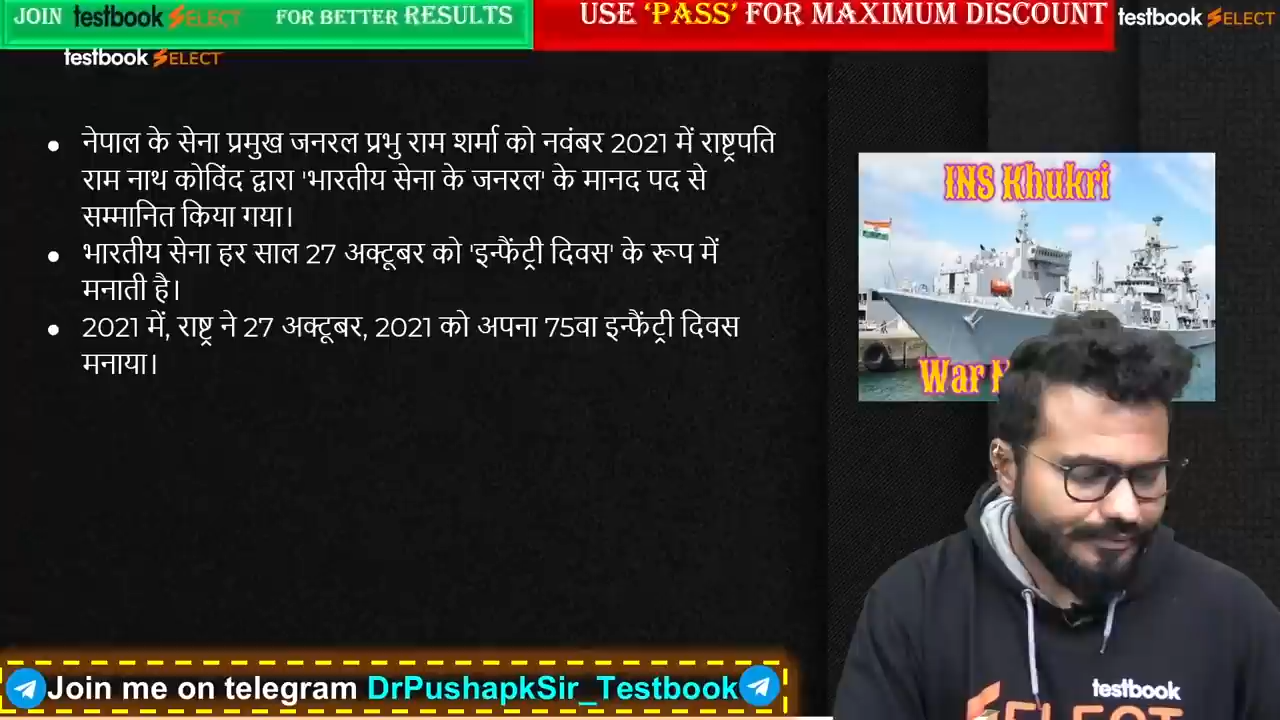 JOIN testbook SELECT FOR BETTER RESULTS
USE ‘PASS’ FOR MAXIMUM DISCOUNT
testbook SELECT
testbook SELECT
• नेपाल के सेना प्रमुख जनरल प्रभु राम शर्मा को नवंबर 2021 में राष्ट्रपति
राम नाथ कोविंद द्वारा 'भारतीय सेना के जनरल' के मानद पद से
सम्मानित किया गया।
• भारतीय सेना हर साल 27 अक्टूबर को 'इन्फैंट्री दिवस' के रूप में
मनाती है।
• 2021 में, राष्ट्र ने 27 अक्टूबर, 2021 को अपना 75वा इन्फैंट्री दिवस
मनाया।
INS Khukri
War
Join me on telegram DrPushapkSir_Testbook
testbook
SELECT